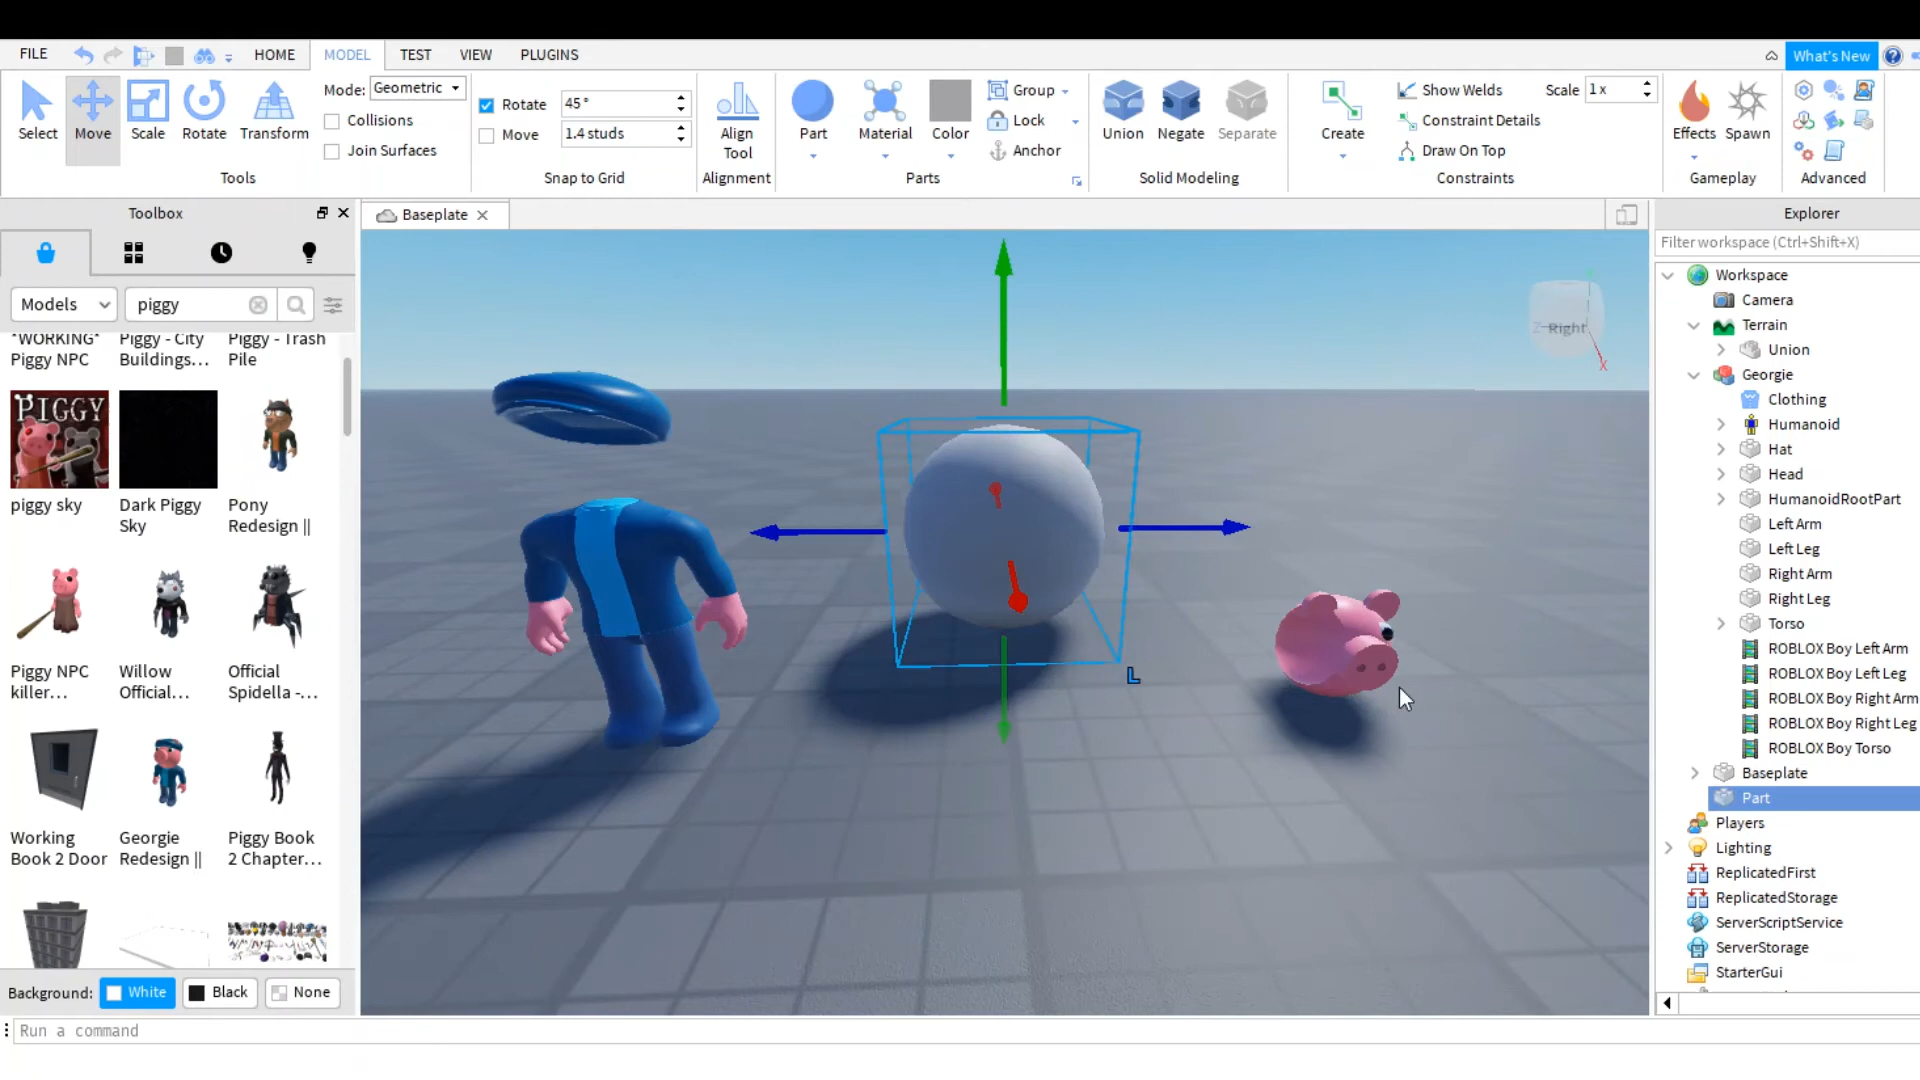 FILE HOME MODEL TEST VIEW PLUGINS What's New
Select Move Scale Rotate Transform
Mode: Geometric
Collisions
Join Surfaces
Tools
Rotate 45 °
Move 1.4 studs
Snap to Grid
Align
Tool
Alignment
Part Material Color
Group
Lock
Anchor
Parts
Union Negate Separate
Solid Modeling
Create
Show Welds Scale 1 x
Constraint Details
Draw On Top
Constraints
Effects Spawn
Gameplay
Advanced
Toolbox
Models piggy
*WORKING*
Piggy NPC
Piggy - City
Buildings...
Piggy - Trash
Pile
PIGGY
piggy sky
Dark Piggy
Sky
Pony
Redesign ||
Piggy NPC
killer...
Willow
Official...
Official
Spidella -...
Working
Book 2 Door
Georgie
Redesign ||
Piggy Book
2 Chapter...
Background: White Black None
Run a command
Baseplate
Right
Z
X
L
Explorer
Filter workspace (Ctrl+Shift+X)
Workspace
Camera
Terrain
Union
Georgie
Clothing
Humanoid
Hat
Head
HumanoidRootPart
Left Arm
Left Leg
Right Arm
Right Leg
Torso
ROBLOX Boy Left Arm
ROBLOX Boy Left Leg
ROBLOX Boy Right Arm
ROBLOX Boy Right Leg
ROBLOX Boy Torso
Baseplate
Part
Players
Lighting
ReplicatedFirst
ReplicatedStorage
ServerScriptService
ServerStorage
StarterGui